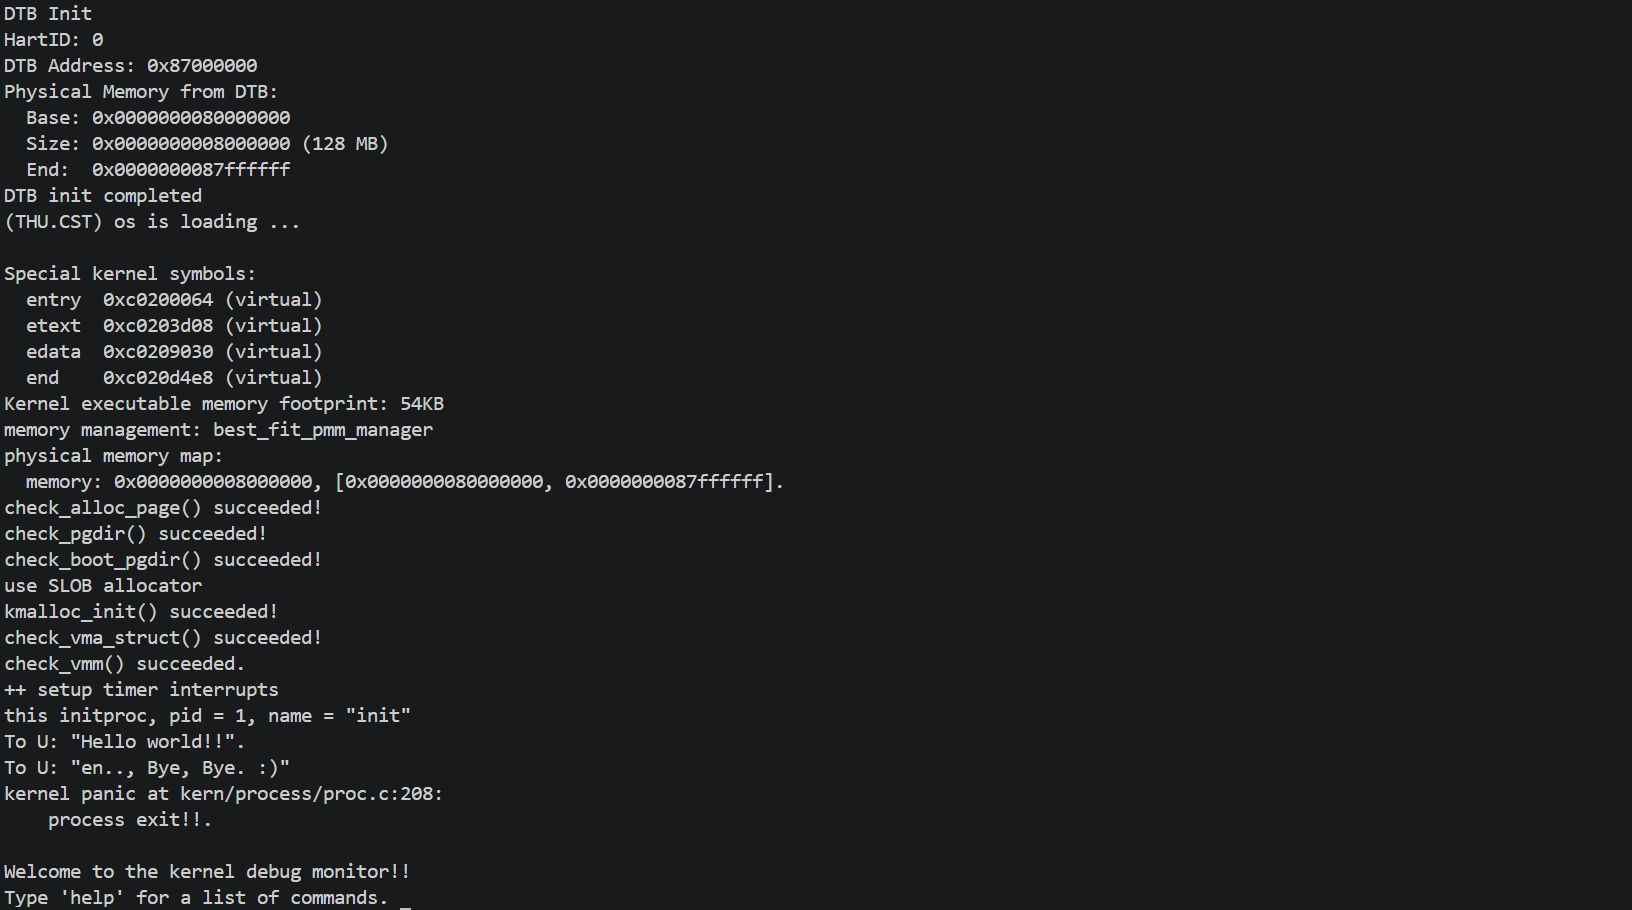 DTB Init
HartID: 0
DTB Address: 0x87000000
Physical Memory from DTB:
  Base: 0x0000000080000000
  Size: 0x0000000008000000 (128 MB)
  End:  0x0000000087ffffff
DTB init completed
(THU.CST) os is loading ...

Special kernel symbols:
  entry  0xc0200064 (virtual)
  etext  0xc0203d08 (virtual)
  edata  0xc0209030 (virtual)
  end    0xc020d4e8 (virtual)
Kernel executable memory footprint: 54KB
memory management: best_fit_pmm_manager
physical memory map:
  memory: 0x0000000008000000, [0x0000000080000000, 0x0000000087ffffff].
check_alloc_page() succeeded!
check_pgdir() succeeded!
check_boot_pgdir() succeeded!
use SLOB allocator
kmalloc_init() succeeded!
check_vma_struct() succeeded!
check_vmm() succeeded.
++ setup timer interrupts
this initproc, pid = 1, name = "init"
To U: "Hello world!!".
To U: "en.., Bye, Bye. :)"
kernel panic at kern/process/proc.c:208:
    process exit!!.

Welcome to the kernel debug monitor!!
Type 'help' for a list of commands.